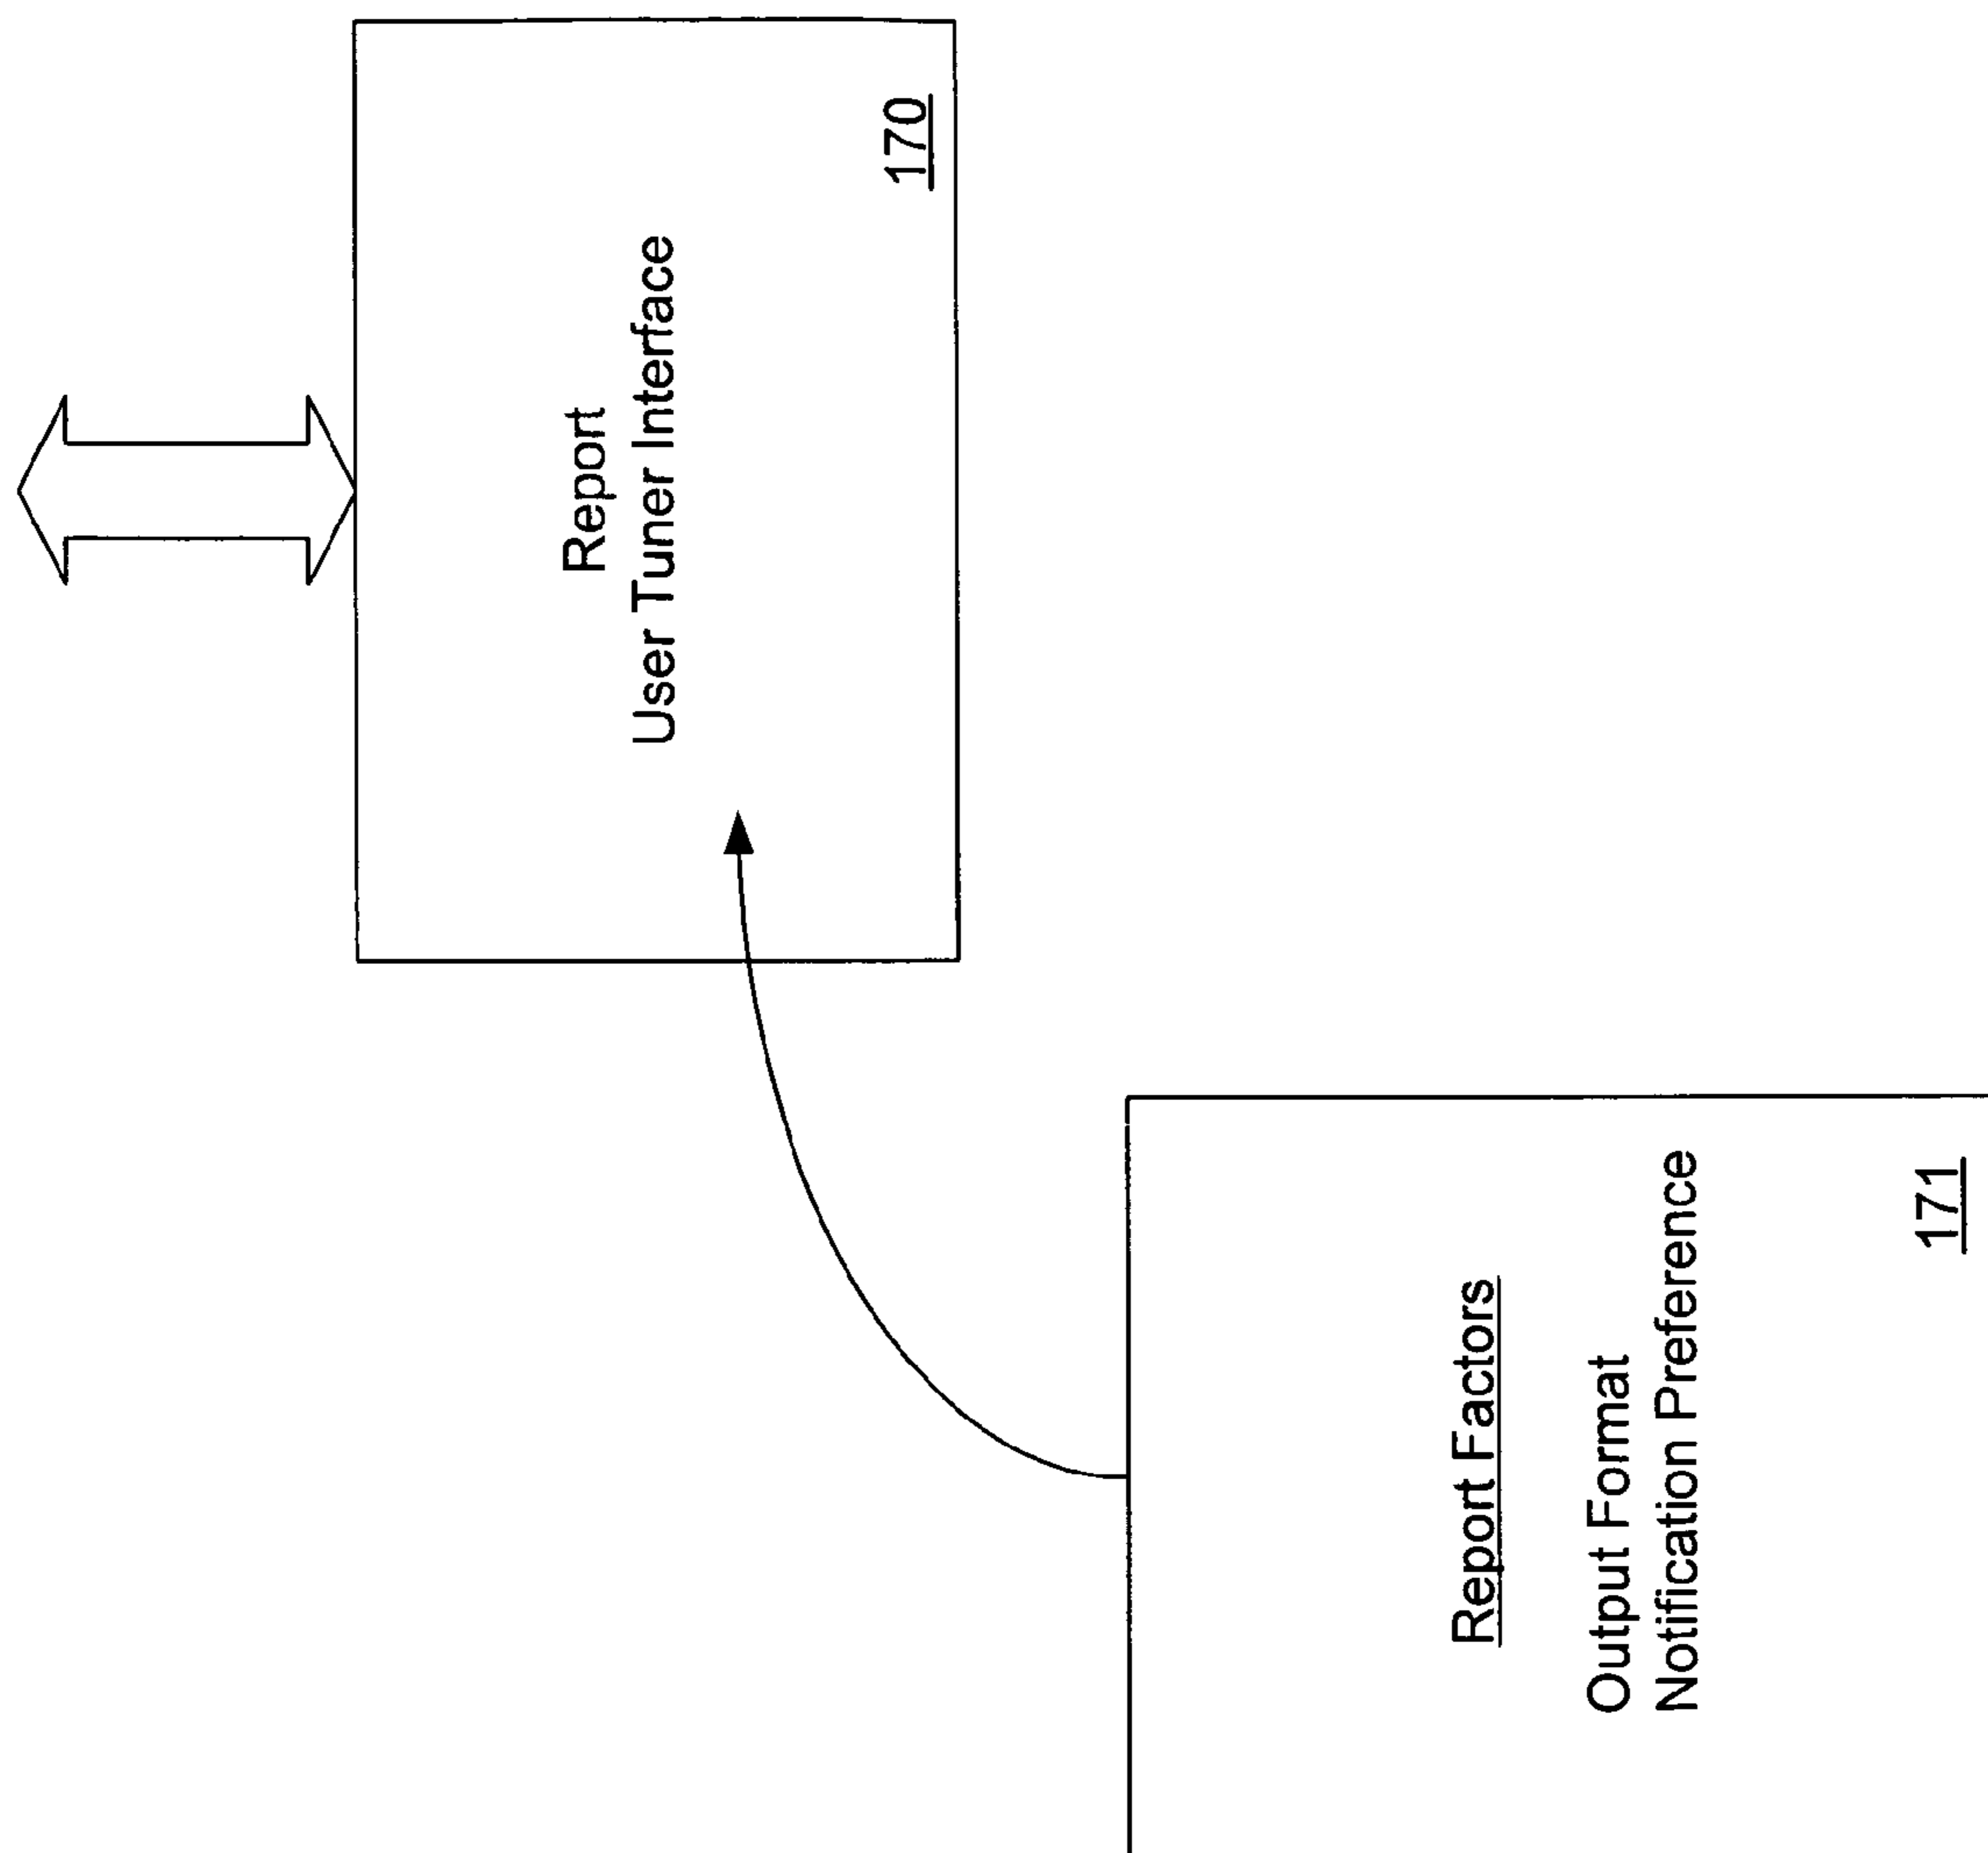 Report
User Tuner Interface
170
Report Factors
Output Format
Notification Preference
171